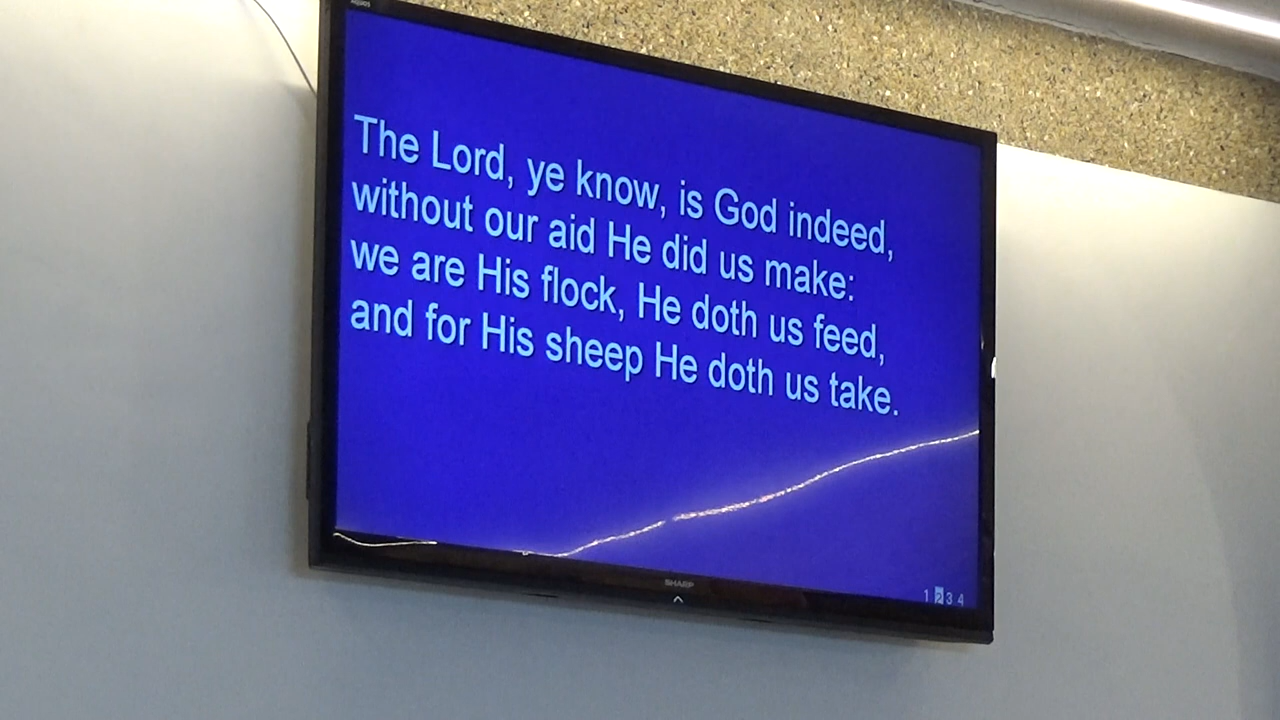 AQUOS
The Lord, ye know, is God indeed,
without our aid He did us make:
we are His flock, He doth us feed,
and for His sheep He doth us take.
SHARP
1 2 3 4